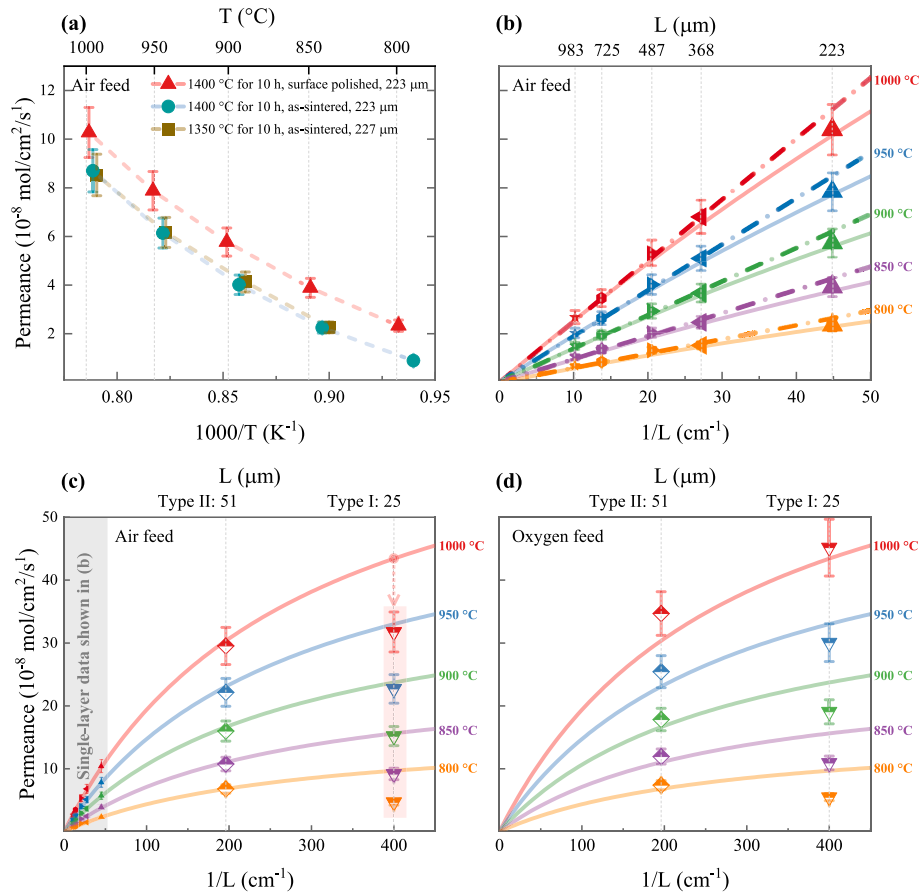 (a)
T (°C)
1000 950 900 850 800
Air feed
1400 °C for 10 h, surface polished, 223 μm
1400 °C for 10 h, as-sintered, 223 μm
1350 °C for 10 h, as-sintered, 227 μm
12
10
8
6
4
2
Permeance (10⁻⁸ mol/cm²/s/1)
0.80 0.85 0.90 0.95
1000/T (K⁻¹)
(b)
L (μm)
983 725 487 368 223
Air feed
1000 °C
950 °C
900 °C
850 °C
800 °C
0 10 20 30 40 50
1/L (cm⁻¹)
(c)
L (μm)
Type II: 51 Type I: 25
Air feed
Single-layer data shown in (b)
50
40
30
20
10
Permeance (10⁻⁸ mol/cm²/s/1)
1000 °C
950 °C
900 °C
850 °C
800 °C
0 100 200 300 400
1/L (cm⁻¹)
(d)
L (μm)
Type II: 51 Type I: 25
Oxygen feed
1000 °C
950 °C
900 °C
850 °C
800 °C
0 100 200 300 400
1/L (cm⁻¹)